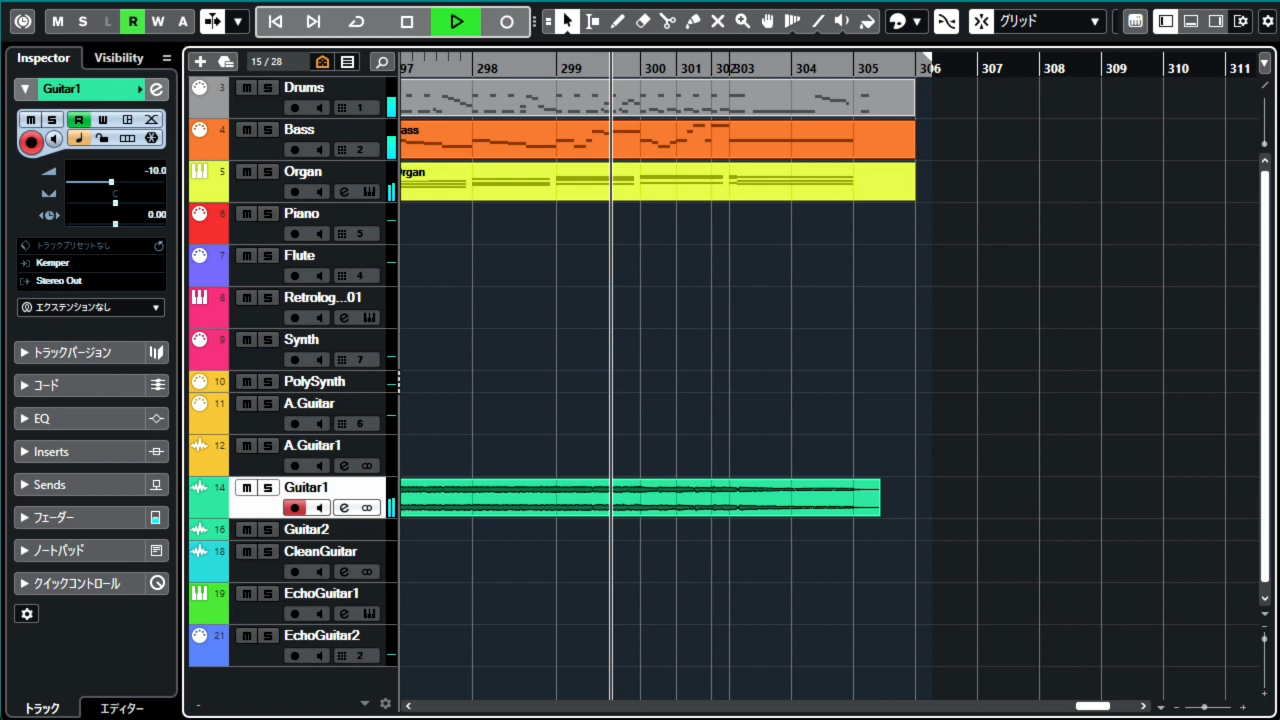 M S L R W A
グリッド
Inspector Visibility
15 / 28
97 298 299 300 301 302 303 304 305 306 307 308 309 310 311
Guitar1
R W
-10.0
C
0.00
トラックプリセットなし
Kemper
Stereo Out
エクステンションなし
トラックバージョン
コード
EQ
Inserts
Sends
フェーダー
ノートパッド
クイックコントロール
トラック エディター
3 m s Drums
1
4 m s Bass
2
5 m s Organ
6 m s Piano
5
7 m s Flute
4
8 m s Retrolog...01
9 m s Synth
7
10 m s PolySynth
11 m s A.Guitar
6
12 m s A.Guitar1
14 m s Guitar1
16 m s Guitar2
18 m s CleanGuitar
19 m s EchoGuitar1
21 m s EchoGuitar2
2
ass
rgan